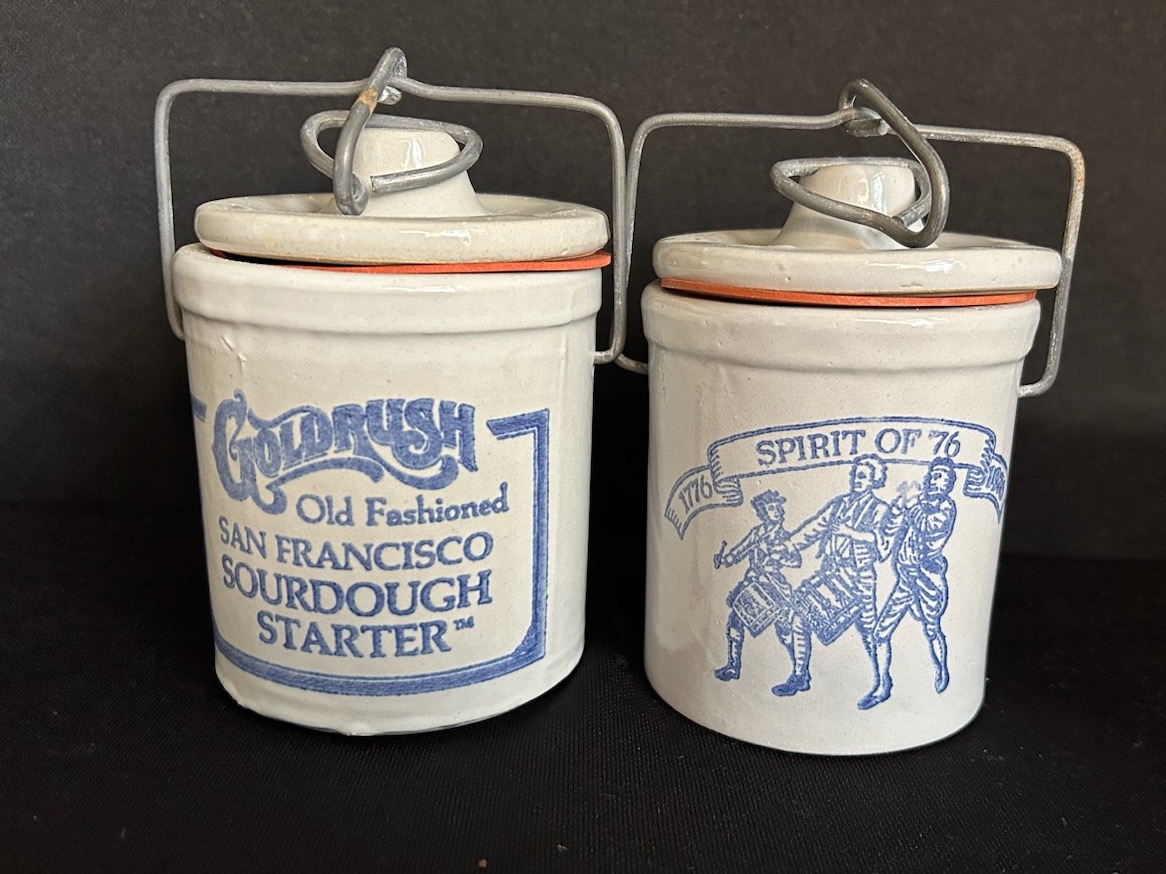 GOLDRUSH
Old Fashioned
SAN FRANCISCO
SOURDOUGH
STARTER™
SPIRIT OF 76
1776